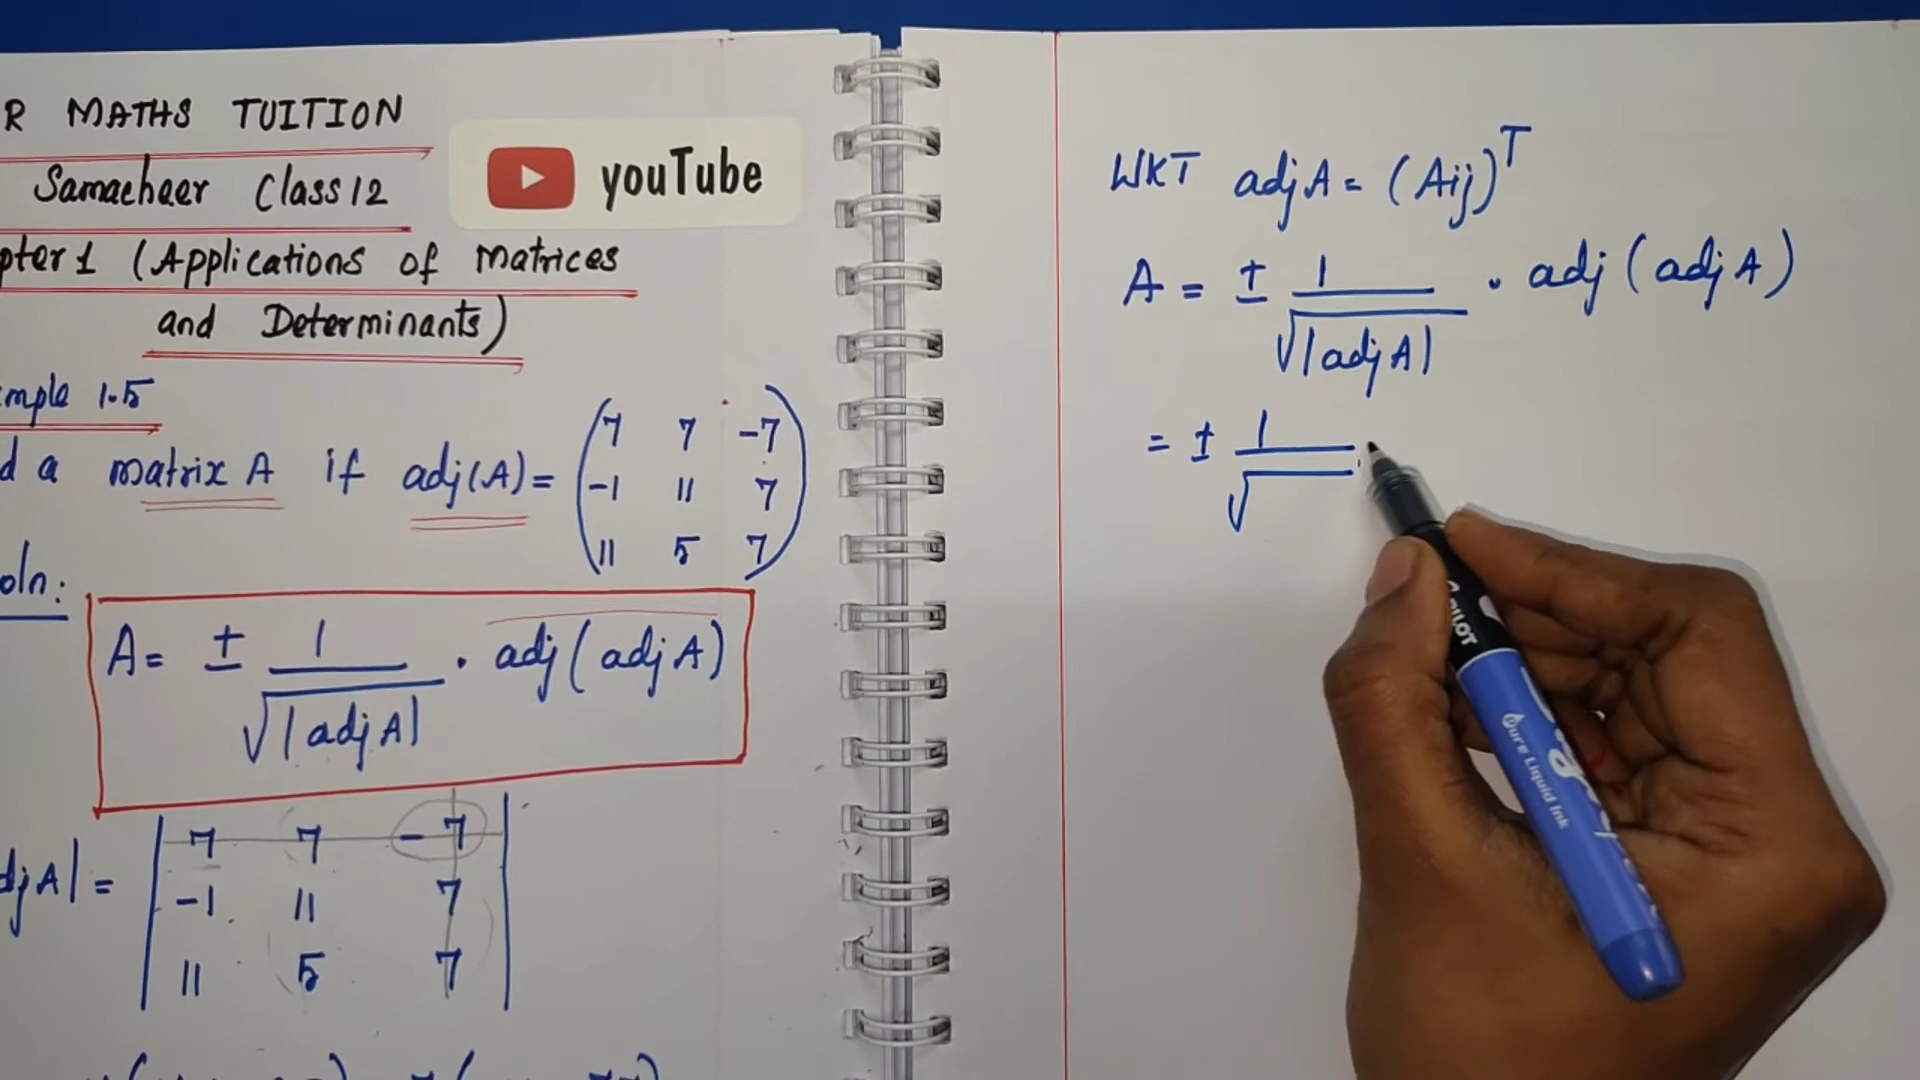 R MATHS TUITION
Samacheer Class 12
youTube
pter 1 (Applications of Matrices
and Determinants)
mple 1.5
d a matrix A if adj(A) = ( 7 7 -7
-1 11 7
11 5 7 )
oln:
A = ± 1 / √|adj A| . adj (adj A)
dj A| = | 7 7 -7
-1 11 7
11 5 7 |
WKT adj A = (Aij)^T
A = ± 1 / √|adj A| . adj (adj A)
= ± 1 / √
PILOT
Pure Liquid Ink